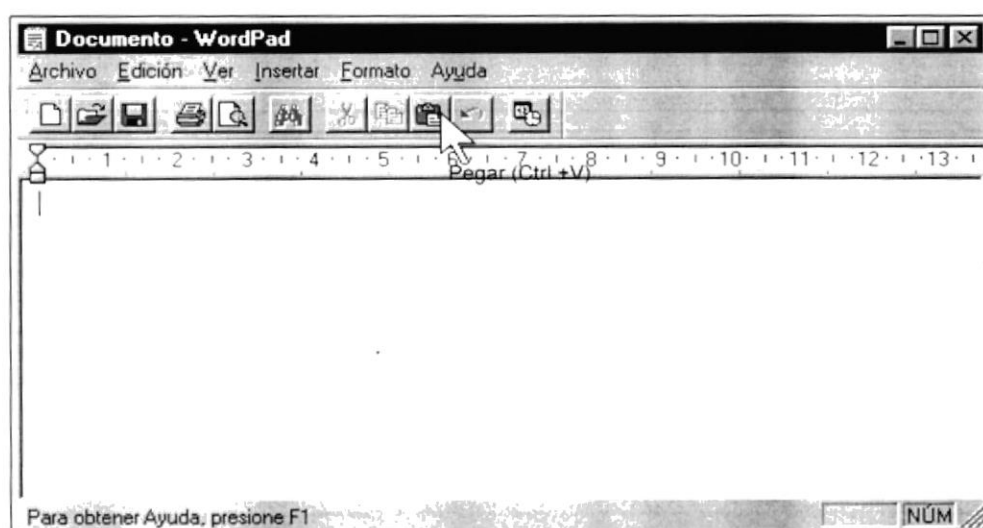 Documento - WordPad
Archivo Edición Ver Insertar Formato Ayuda
1 2 3 4 5 6 7 8 9 10 11 12 13
Pegar (Ctrl +V)
Para obtener Ayuda, presione F1 NÚM